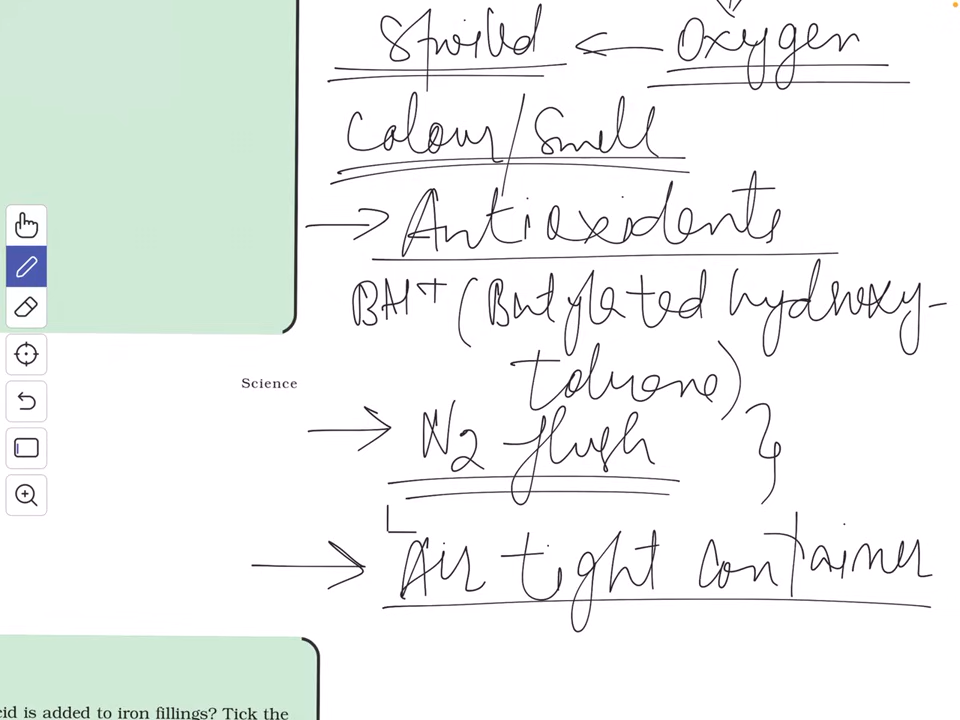 Spoiled ← Oxygen
Colour/Smell
→ Antioxidents
BHT (Butylated hydroxy-
toluene)
Science
→ N2 flush }
→ Air tight container
cid is added to iron fillings? Tick the